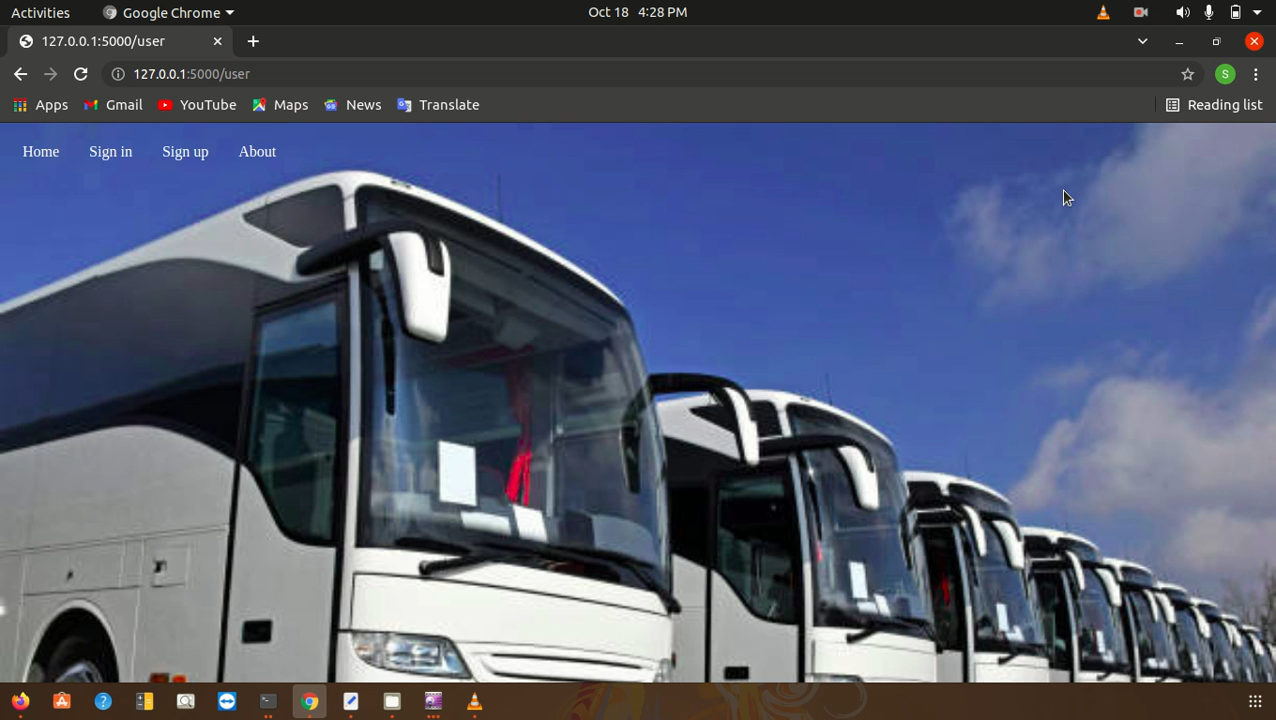 Activities Google Chrome Oct 18 4:28 PM
127.0.0.1:5000/user
127.0.0.1:5000/user S
Apps Gmail YouTube Maps News Translate Reading list
Home Sign in Sign up About